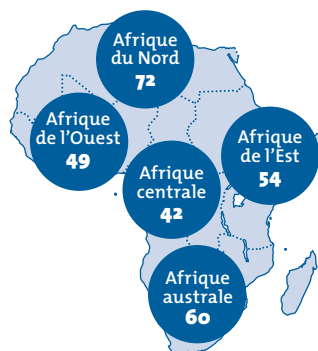 Afrique
du Nord
72
Afrique
de l'Ouest
49
Afrique
de l'Est
54
Afrique
centrale
42
Afrique
australe
60